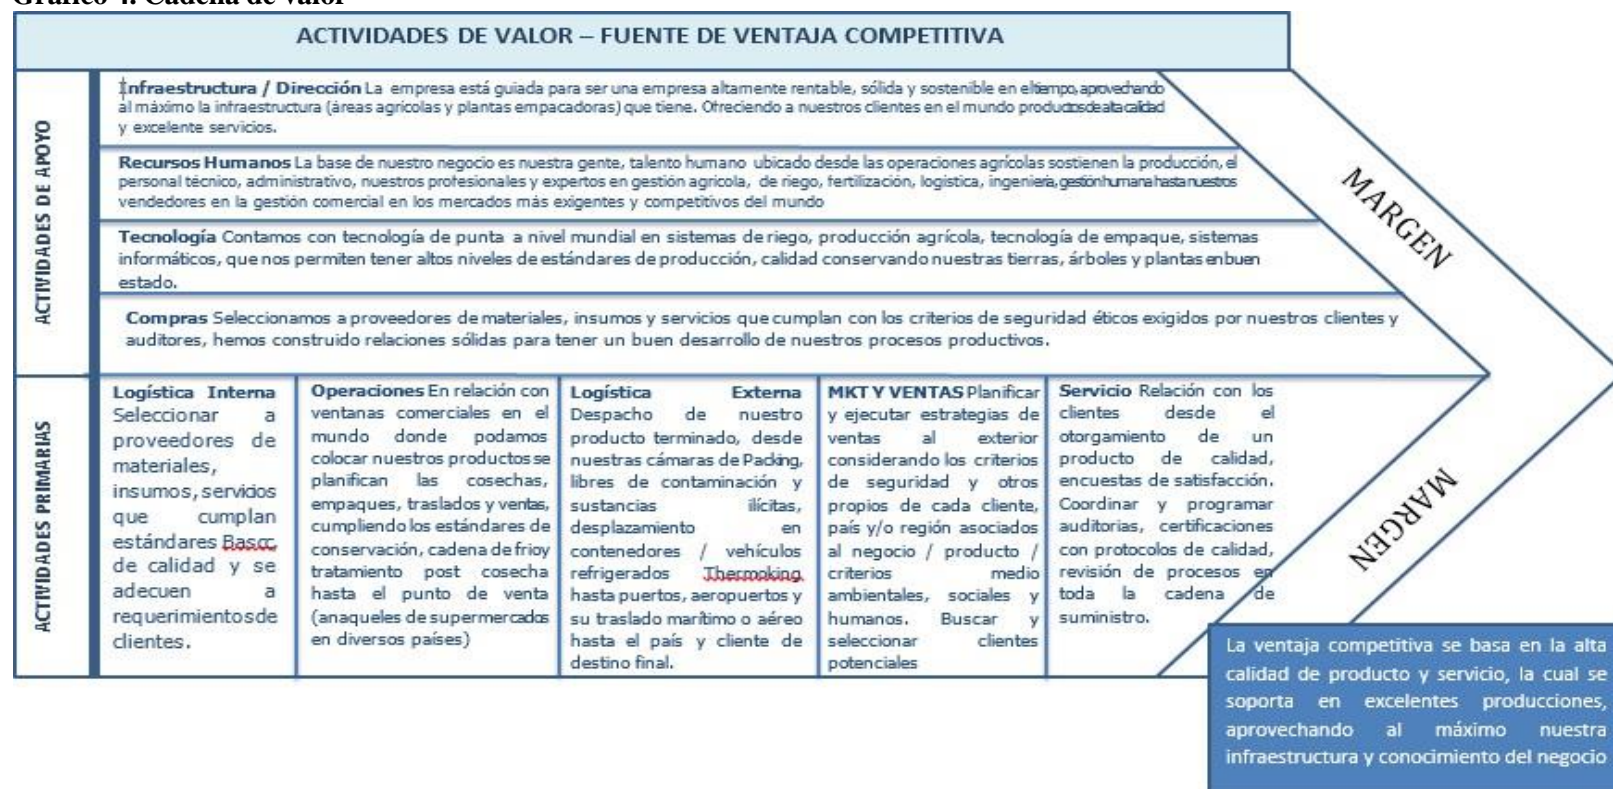 Gráfico 4. Cadena de valor
ACTIVIDADES DE VALOR – FUENTE DE VENTAJA COMPETITIVA
ACTIVIDADES DE APOYO
Infraestructura / Dirección La empresa está guiada para ser una empresa altamente rentable, sólida y sostenible en el tiempo, aprovechando
al máximo la infraestructura (áreas agrícolas y plantas empacadoras) que tiene. Ofreciendo a nuestros clientes en el mundo productos de alta calidad
y excelente servicios.
Recursos Humanos La base de nuestro negocio es nuestra gente, talento humano ubicado desde las operaciones agrícolas sostienen la producción, el
personal técnico, administrativo, nuestros profesionales y expertos en gestión agrícola, de riego, fertilización, logística, ingeniería, gestión humana hasta nuestros
vendedores en la gestión comercial en los mercados más exigentes y competitivos del mundo
Tecnología Contamos con tecnología de punta a nivel mundial en sistemas de riego, producción agrícola, tecnología de empaque, sistemas
informáticos, que nos permiten tener altos niveles de estándares de producción, calidad conservando nuestras tierras, árboles y plantas en buen
estado.
Compras Seleccionamos a proveedores de materiales, insumos y servicios que cumplan con los criterios de seguridad éticos exigidos por nuestros clientes y
auditores, hemos construido relaciones sólidas para tener un buen desarrollo de nuestros procesos productivos.
MARGEN
ACTIVIDADES PRIMARIAS
Logística Interna
Seleccionar a
proveedores de
materiales,
insumos, servicios
que cumplan
estándares Bascc,
de calidad y se
adecuen a
requerimientos de
clientes.
Operaciones En relación con
ventanas comerciales en el
mundo donde podamos
colocar nuestros productos se
planifican las cosechas,
empaques, traslados y ventas,
cumpliendo los estándares de
conservación, cadena de frio y
tratamiento post cosecha
hasta el punto de venta
(anaqueles de supermercados
en diversos países)
Logística Externa
Despacho de nuestro
producto terminado, desde
nuestras cámaras de Packing,
libres de contaminación y
sustancias ilícitas,
desplazamiento en
contenedores / vehículos
refrigerados Thermoking
hasta puertos, aeropuertos y
su traslado marítimo o aéreo
hasta el país y cliente de
destino final.
MKT Y VENTAS Planificar
y ejecutar estrategias de
ventas al exterior
considerando los criterios
de seguridad y otros
propios de cada cliente,
país y/o región asociados
al negocio / producto /
criterios medio
ambientales, sociales y
humanos. Buscar y
seleccionar clientes
potenciales
Servicio Relación con los
clientes desde el
otorgamiento de un
producto de calidad,
encuestas de satisfacción.
Coordinar y programar
auditorias, certificaciones
con protocolos de calidad,
revisión de procesos en
toda la cadena de
suministro.
MARGEN
La ventaja competitiva se basa en la alta
calidad de producto y servicio, la cual se
soporta en excelentes producciones,
aprovechando al máximo nuestra
infraestructura y conocimiento del negocio